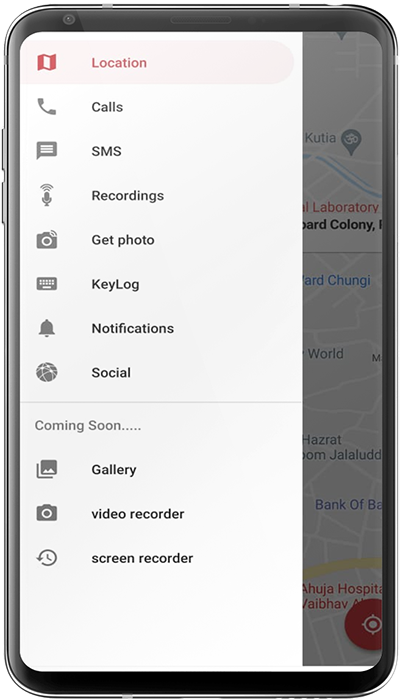 Location
Calls
SMS
Recordings
Get photo
KeyLog
Notifications
Social
Coming Soon.....
Gallery
video recorder
screen recorder
Kutia
al Laboratory
oard Colony,
Ward Chungi
World
Hazrat
oom Jalaludd
Bank Of Ba
Ahuja Hospita
Vaibhav